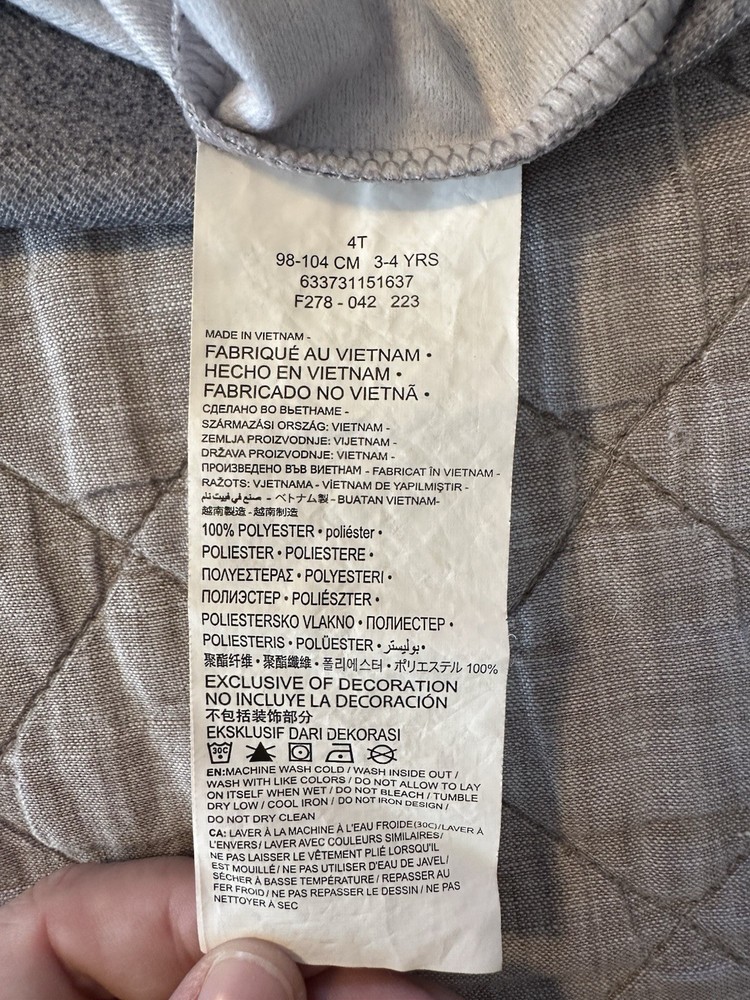 4T
98-104 CM 3-4 YRS
633731151637
F278 - 042 223
MADE IN VIETNAM -
FABRIQUÉ AU VIETNAM •
HECHO EN VIETNAM •
FABRICADO NO VIETNÃ •
СДЕЛАНО ВО ВЬЕТНАМЕ -
SZÁRMAZÁSI ORSZÁG: VIETNAM -
ZEMLJA PROIZVODNJE: VIJETNAM -
DRŽAVA PROIZVODNJE: VIETNAM -
ПРОИЗВЕДЕНО ВЪВ ВИЕТНАМ - FABRICAT ÎN VIETNAM -
RAŽOTS: VJETNAMA - VİETNAM DE YAPILMIŞTIR -
صنع في فييت نام - ベトナム製 - BUATAN VIETNAM-
越南製造 - 越南制造
100% POLYESTER • poliéster •
POLIESTER • POLIESTERE •
ΠΟΛΥΕΣΤΕΡΑΣ • POLYESTERI •
ПОЛИЭСТЕР • POLIÉSZTER •
POLIESTERSKO VLAKNO • ПОЛИЕСТЕР •
POLIESTERIS • POLÜESTER • بوليستر •
聚酯纤维 • 聚酯纖維 • 폴리에스터 • ポリエステル 100%
EXCLUSIVE OF DECORATION
NO INCLUYE LA DECORACIÓN
不包括装饰部分
EKSKLUSIF DARI DEKORASI
30C
EN:MACHINE WASH COLD / WASH INSIDE OUT /
WASH WITH LIKE COLORS / DO NOT ALLOW TO LAY
ON ITSELF WHEN WET / DO NOT BLEACH / TUMBLE
DRY LOW / COOL IRON / DO NOT IRON DESIGN /
DO NOT DRY CLEAN
CA: LAVER À LA MACHINE À L'EAU FROIDE(30C)/LAVER À
L'ENVERS / LAVER AVEC COULEURS SIMILAIRES/
NE PAS LAISSER LE VÊTEMENT PLIÉ LORSQU'IL
EST MOUILLÉ / NE PAS UTILISER D'EAU DE JAVEL/
SÉCHER À BASSE TEMPÉRATURE / REPASSER AU
FER FROID / NE PAS REPASSER LE DESSIN / NE PAS
NETTOYER À SEC